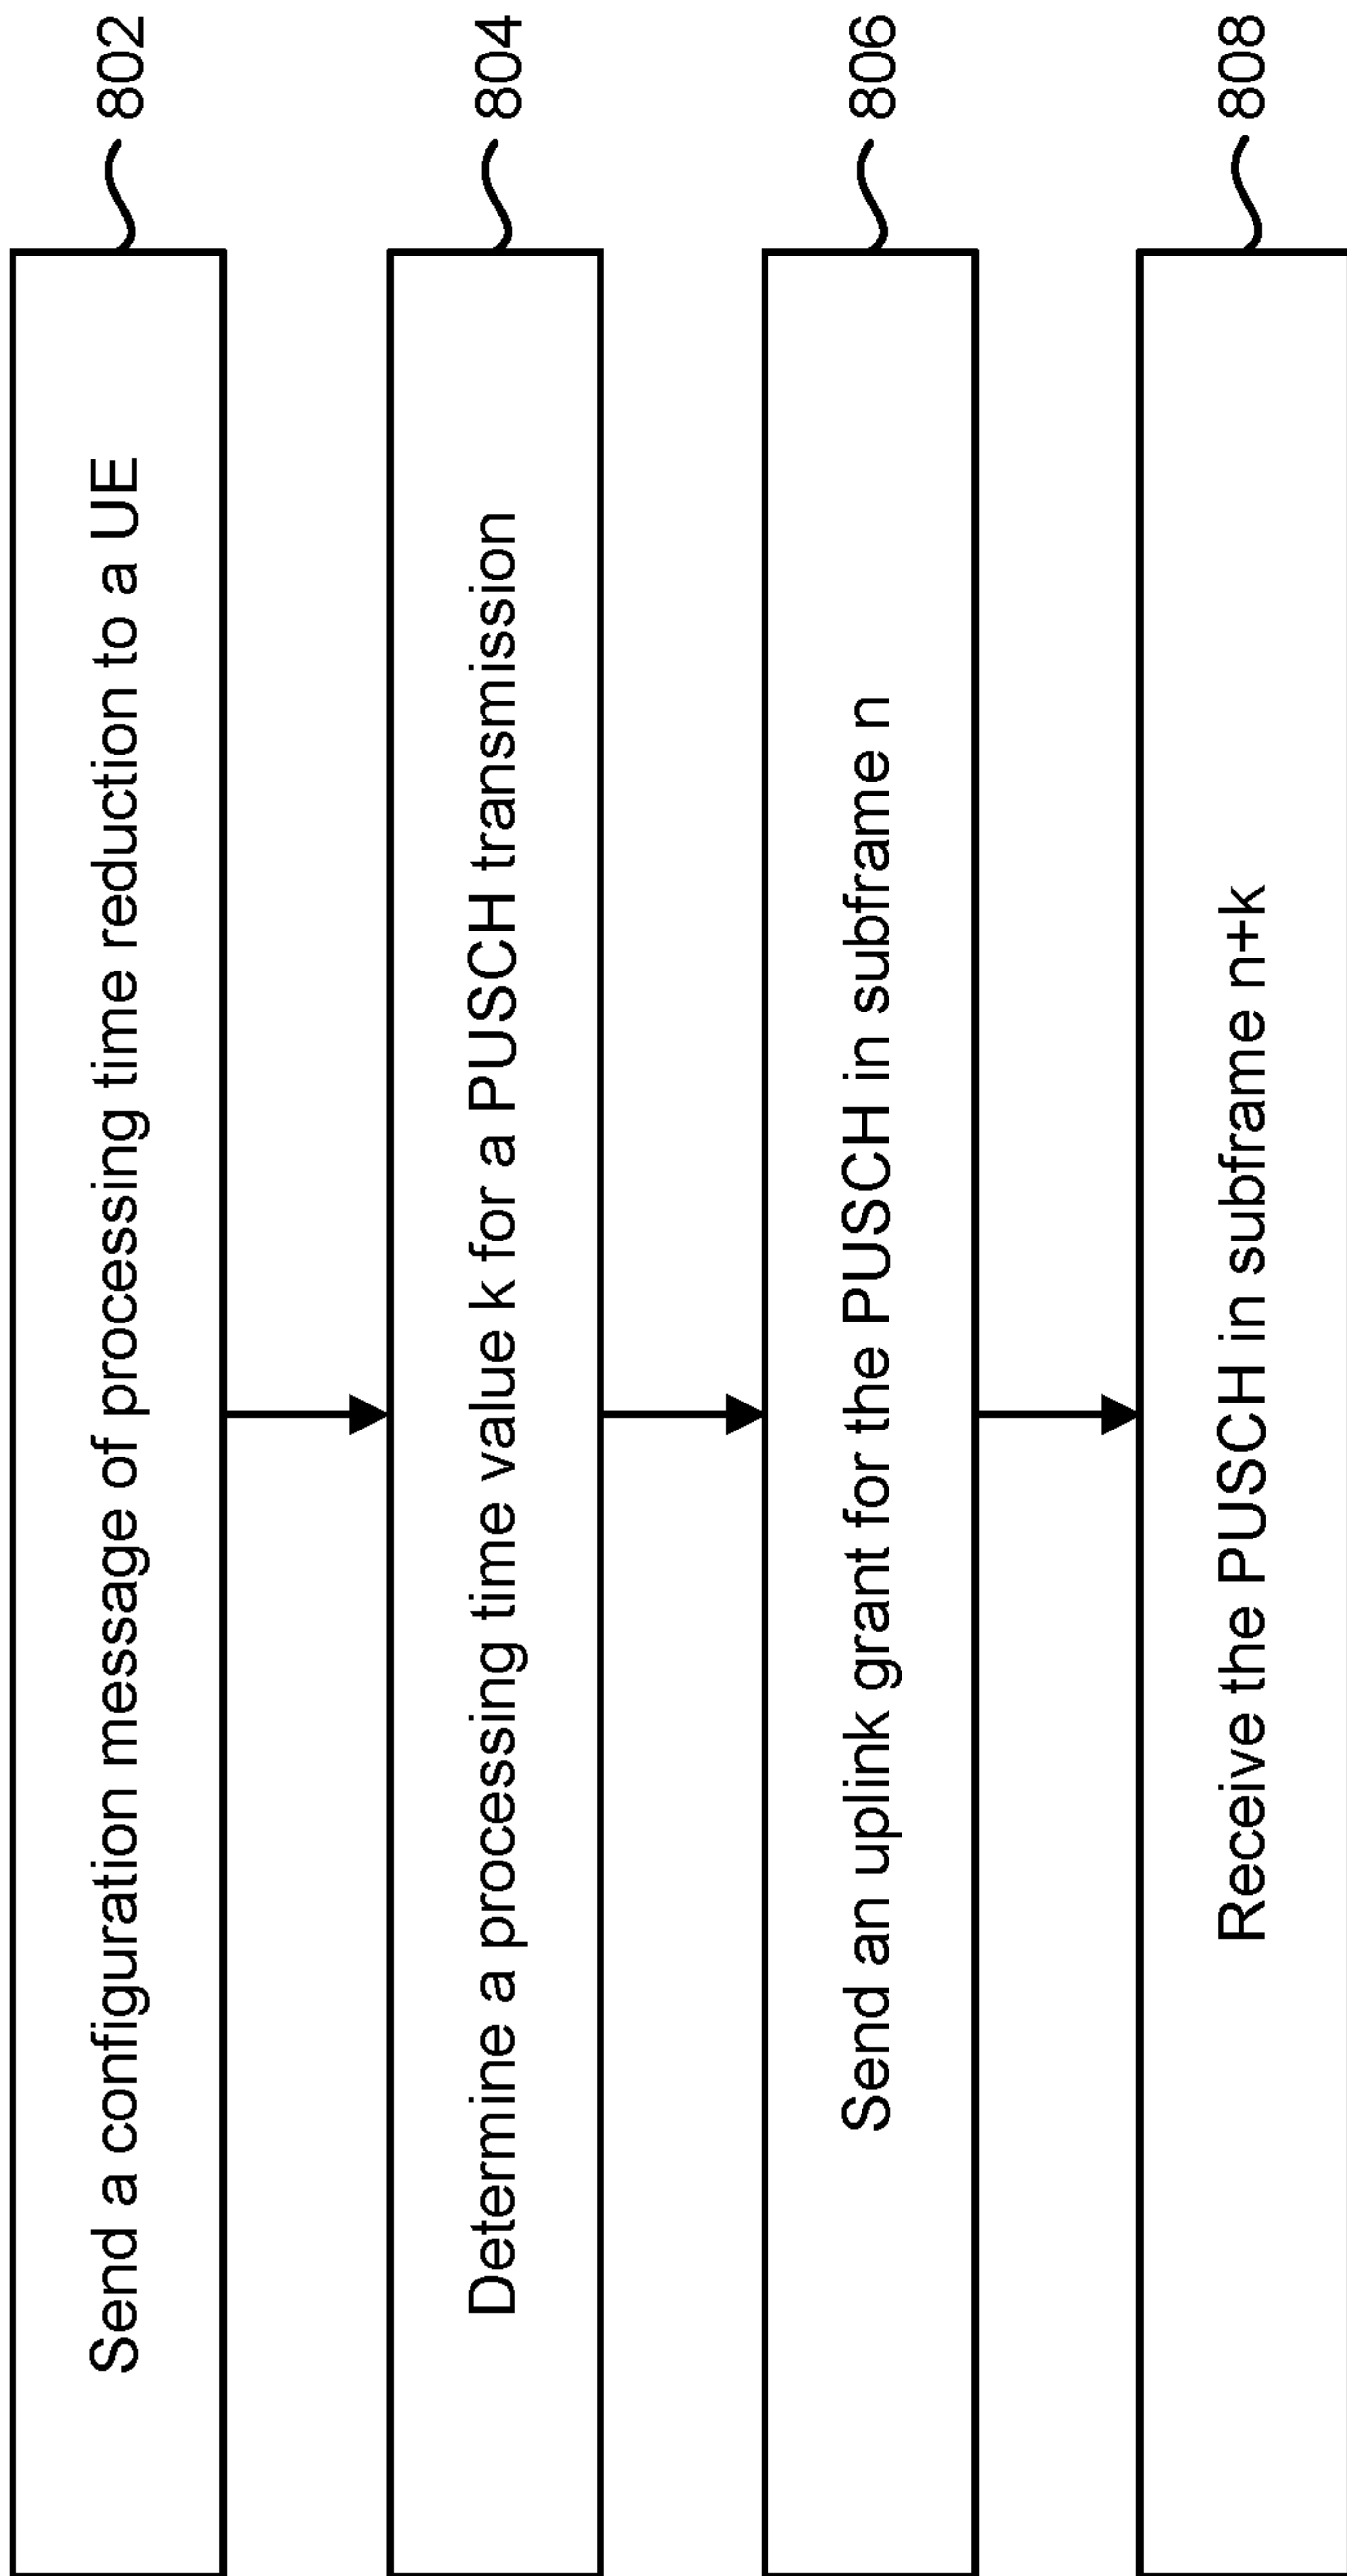 Send a configuration message of processing time reduction to a UE
802
Determine a processing time value k for a PUSCH transmission
804
Send an uplink grant for the PUSCH in subframe n
806
Receive the PUSCH in subframe n+k
808